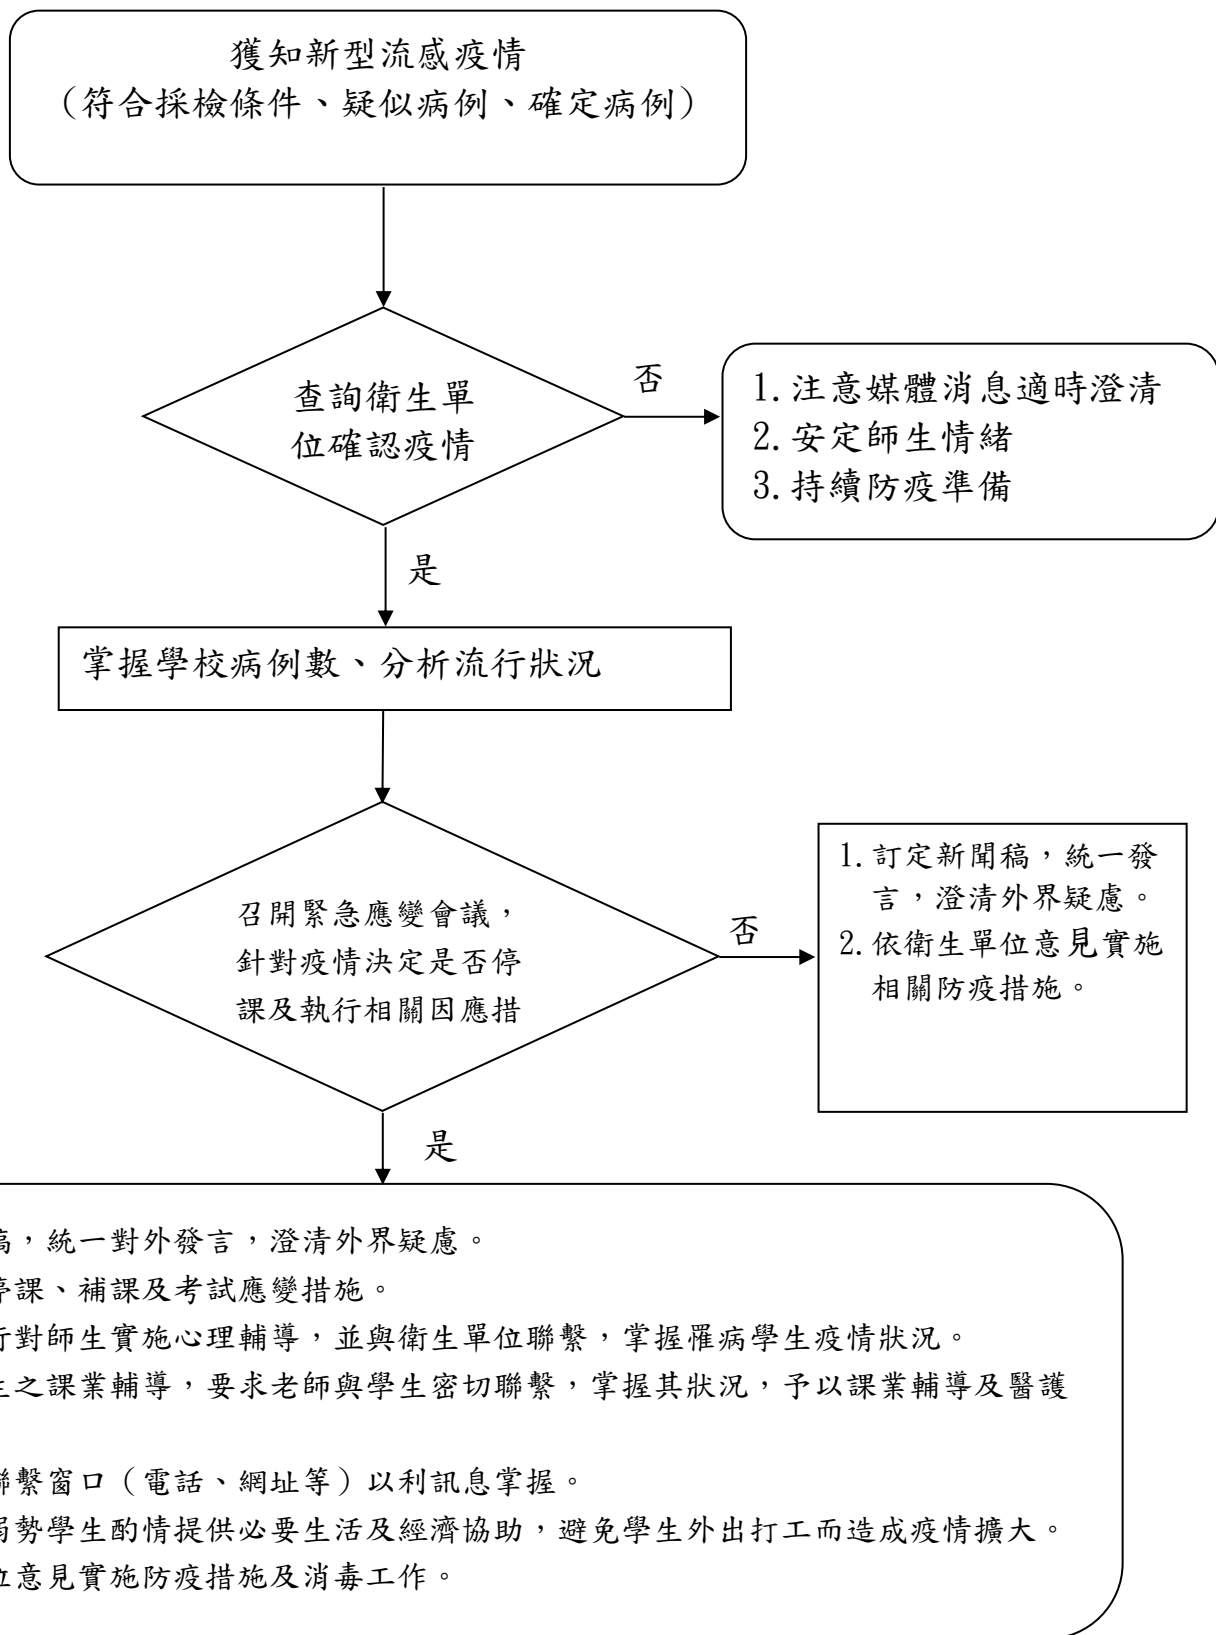 獲知新型流感疫情
(符合採檢條件、疑似病例、確定病例)
查詢衛生單
位確認疫情
否
1.注意媒體消息適時澄清
2.安定師生情緒
3.持續防疫準備
是
掌握學校病例數、分析流行狀況
召開緊急應變會議，
針對疫情決定是否停
課及執行相關因應措
否
1.訂定新聞稿，統一發
言，澄清外界疑慮。
2.依衛生單位意見實施
相關防疫措施。
是
稿，統一對外發言，澄清外界疑慮。
停課、補課及考試應變措施。
行對師生實施心理輔導，並與衛生單位聯繫，掌握罹病學生疫情狀況。
生之課業輔導，要求老師與學生密切聯繫，掌握其狀況，予以課業輔導及醫護
聯繫窗口（電話、網址等）以利訊息掌握。
弱勢學生酌情提供必要生活及經濟協助，避免學生外出打工而造成疫情擴大。
位意見實施防疫措施及消毒工作。